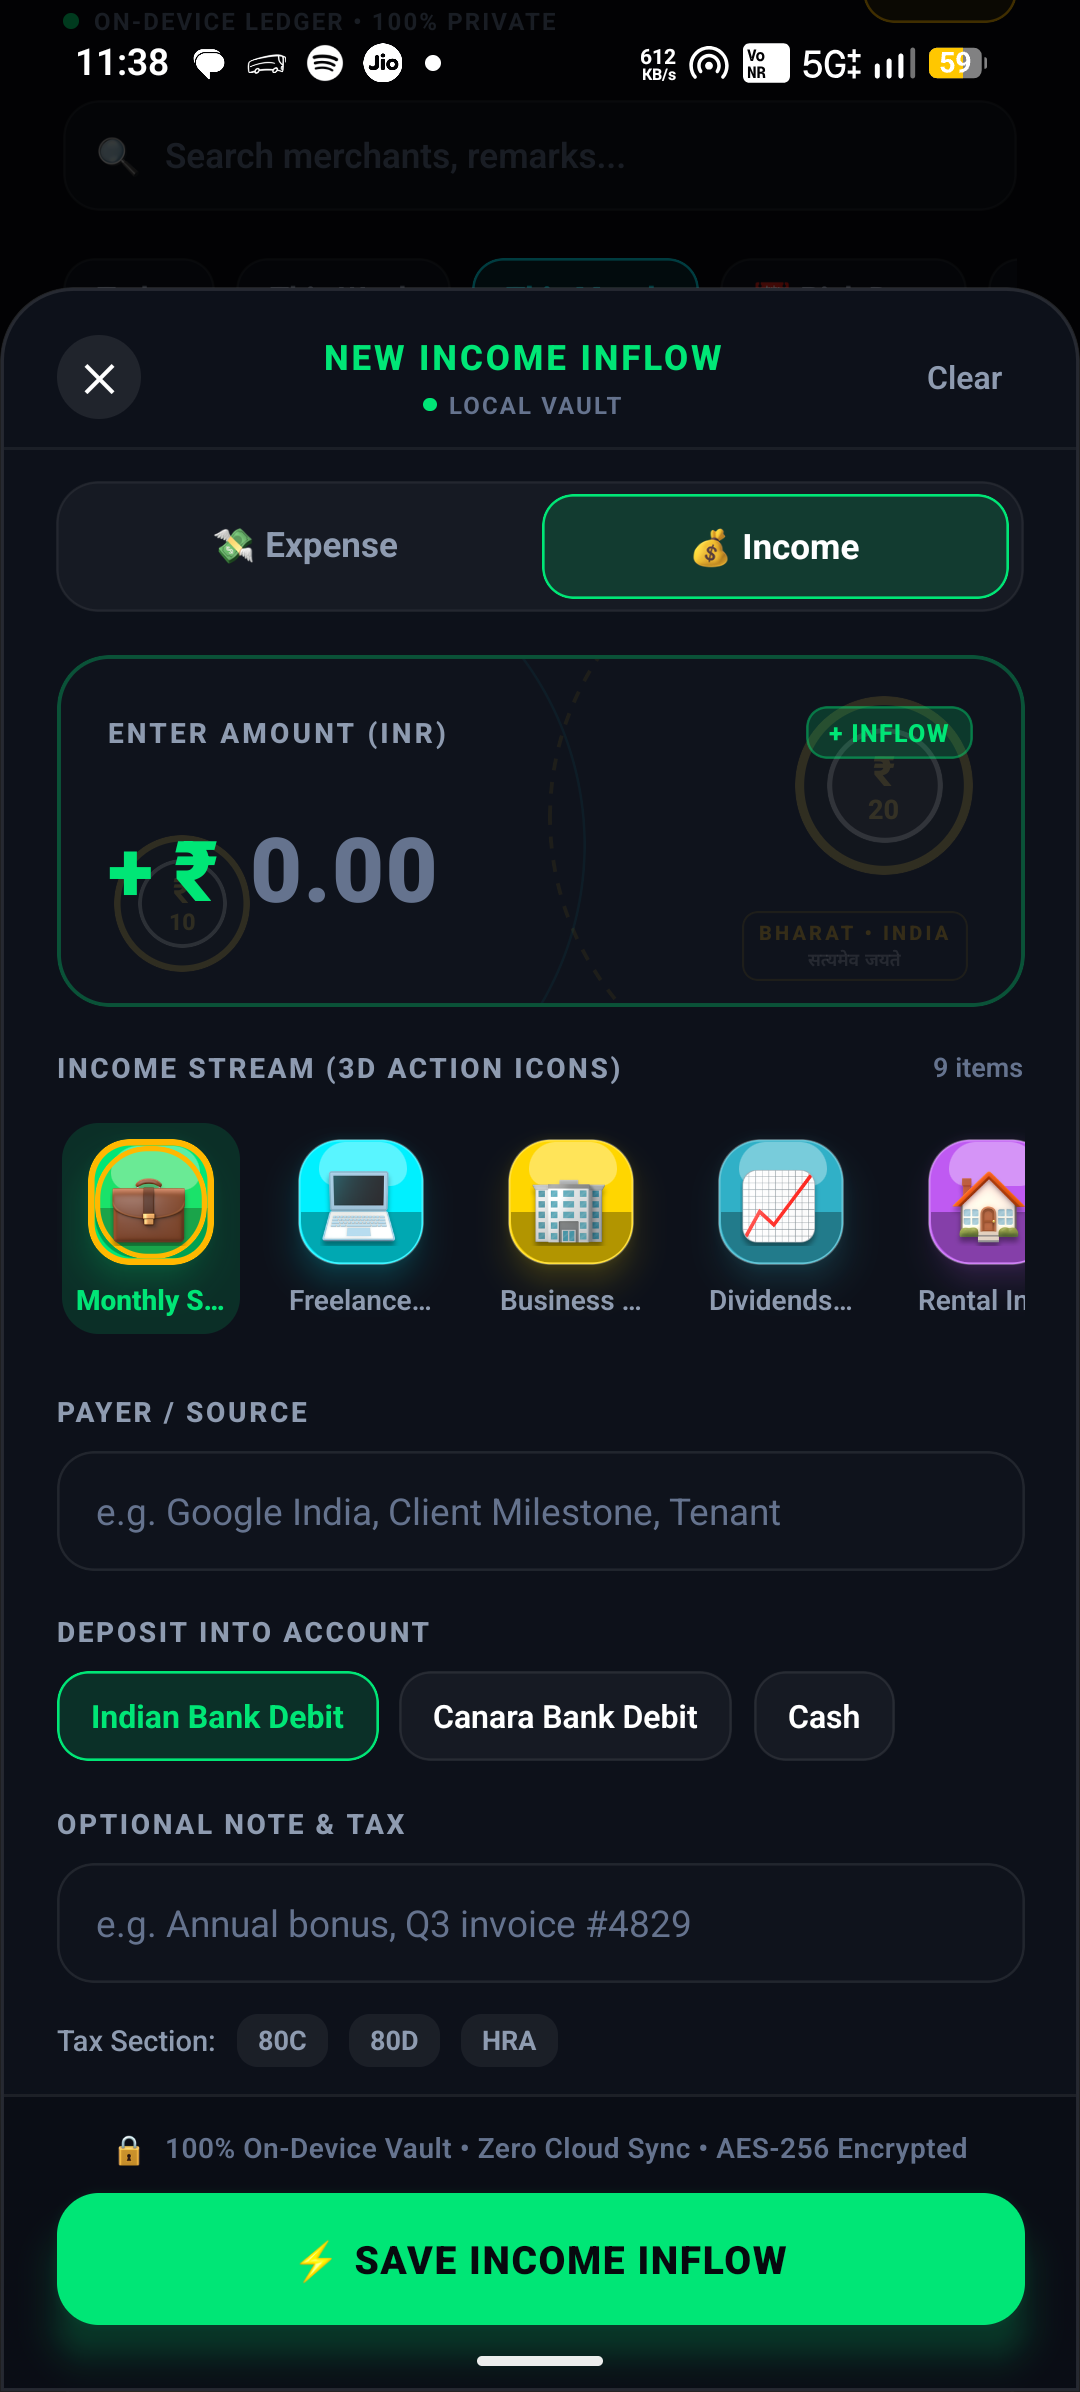 ON-DEVICE LEDGER • 100% PRIVATE
11:38
Jio
612 KB/s
Vo NR
5G‡
59
Search merchants, remarks...
NEW INCOME INFLOW
LOCAL VAULT
Clear
Expense
Income
ENTER AMOUNT (INR)
+ INFLOW
₹
20
+ ₹ 0.00
₹
10
BHARAT • INDIA
सत्यमेव जयते
INCOME STREAM (3D ACTION ICONS)
9 items
Monthly S...
Freelance...
Business ...
Dividends...
Rental In
PAYER / SOURCE
e.g. Google India, Client Milestone, Tenant
DEPOSIT INTO ACCOUNT
Indian Bank Debit
Canara Bank Debit
Cash
OPTIONAL NOTE & TAX
e.g. Annual bonus, Q3 invoice #4829
Tax Section:
80C
80D
HRA
100% On-Device Vault • Zero Cloud Sync • AES-256 Encrypted
⚡ SAVE INCOME INFLOW